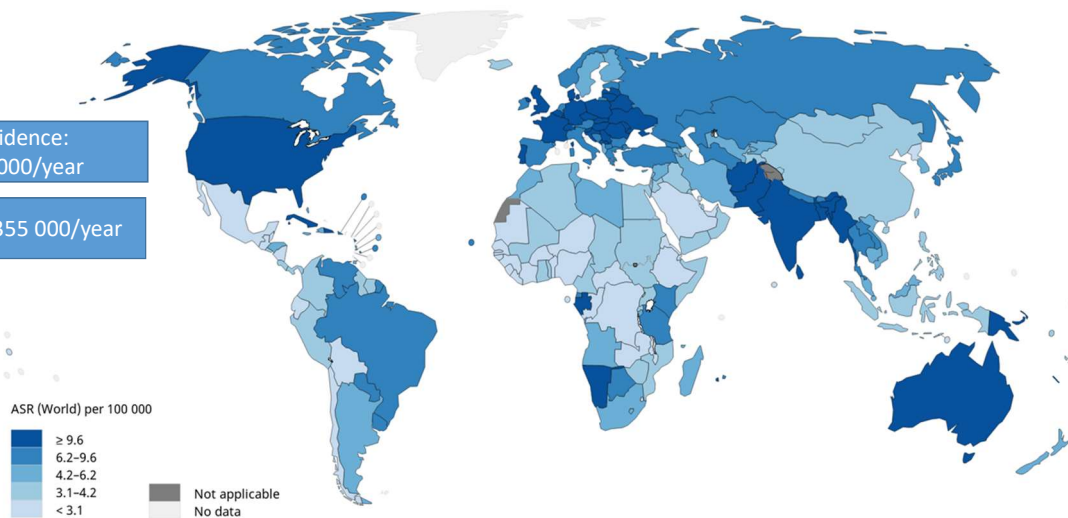 000/year
355 000/year
ASR (World) per 100 000
≥ 9.6
6.2–9.6
4.2–6.2
3.1–4.2
< 3.1
Not applicable
No data